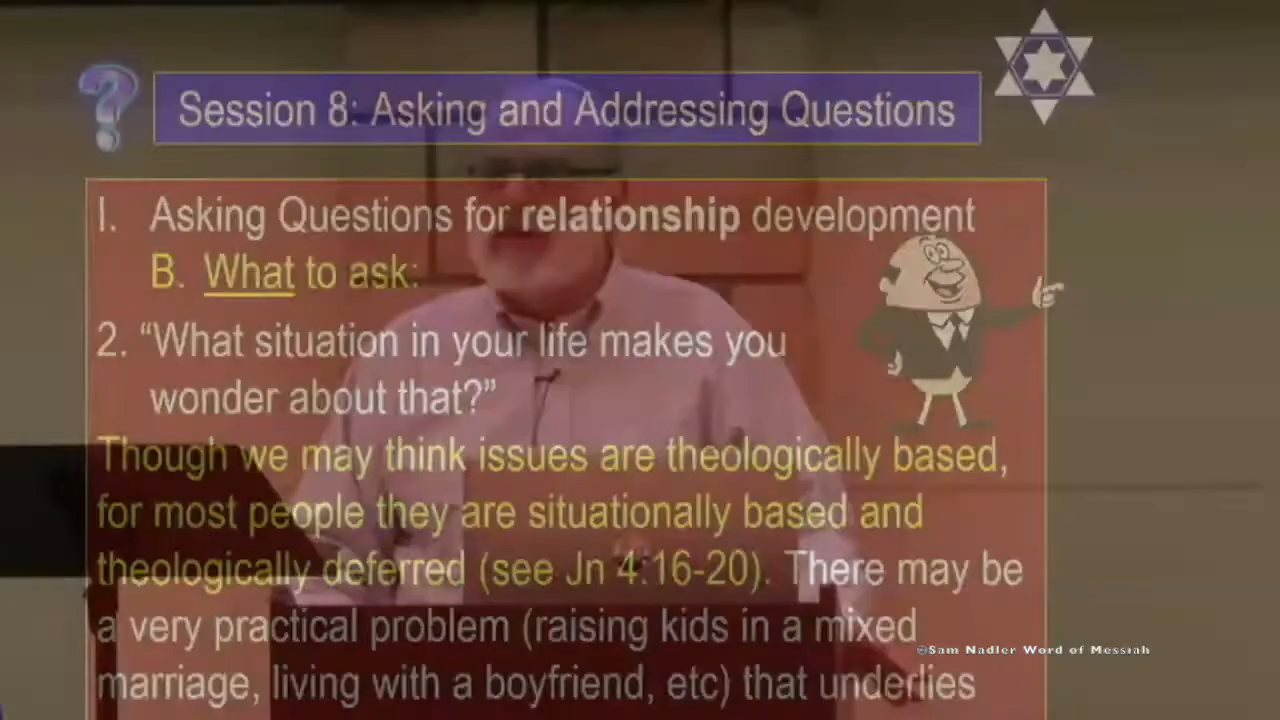 Session 8: Asking and Addressing Questions
I. Asking Questions for relationship development
B. What to ask:
2. “What situation in your life makes you
wonder about that?”
Though we may think issues are theologically based,
for most people they are situationally based and
theologically deferred (see Jn 4:16-20). There may be
a very practical problem (raising kids in a mixed
marriage, living with a boyfriend, etc) that underlies
©Sam Nadler Word of Messiah